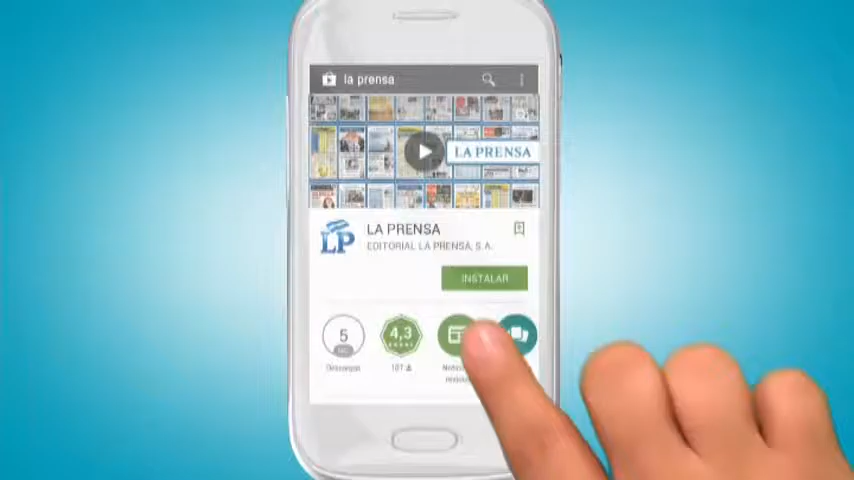 la prensa
LA PRENSA
LP
LA PRENSA
EDITORIAL LA PRENSA, S.A.
INSTALAR
5
4,3
Descargas
107